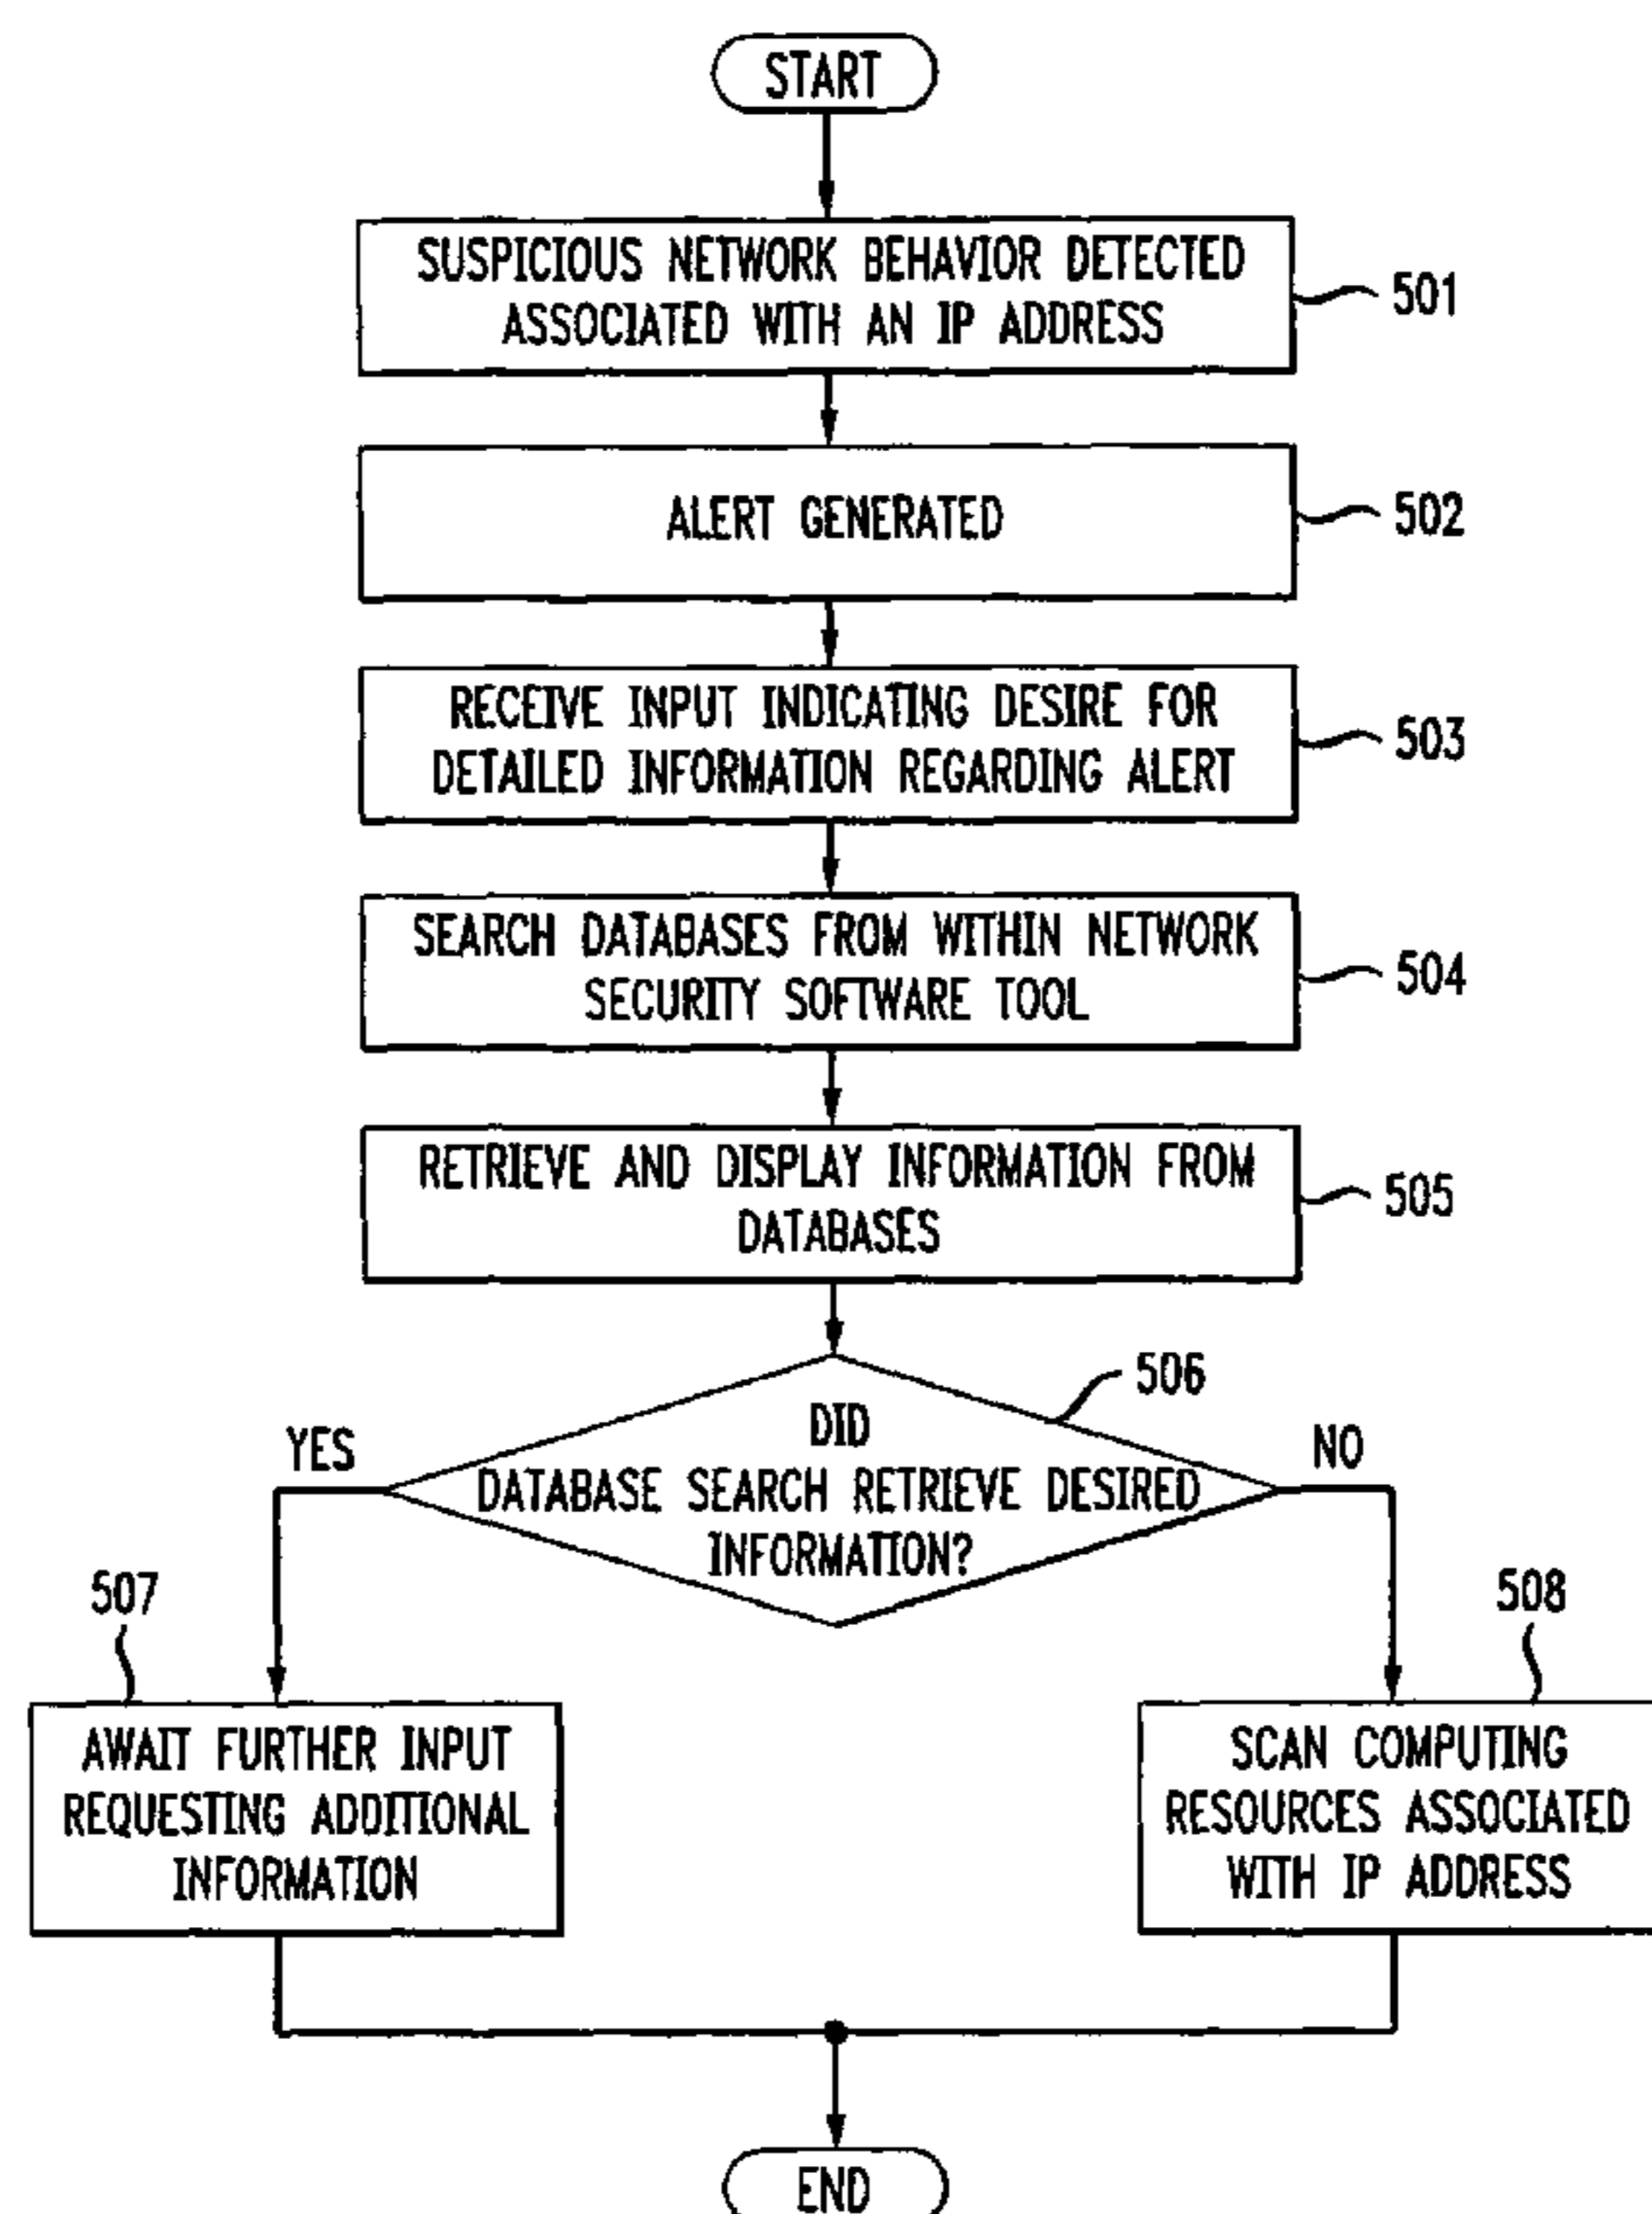 START
SUSPICIOUS NETWORK BEHAVIOR DETECTED
ASSOCIATED WITH AN IP ADDRESS
501
ALERT GENERATED
502
RECEIVE INPUT INDICATING DESIRE FOR
DETAILED INFORMATION REGARDING ALERT
503
SEARCH DATABASES FROM WITHIN NETWORK
SECURITY SOFTWARE TOOL
504
RETRIEVE AND DISPLAY INFORMATION FROM
DATABASES
505
506
DID
DATABASE SEARCH RETRIEVE DESIRED
INFORMATION?
YES
NO
507
AWAIT FURTHER INPUT
REQUESTING ADDITIONAL
INFORMATION
508
SCAN COMPUTING
RESOURCES ASSOCIATED
WITH IP ADDRESS
END